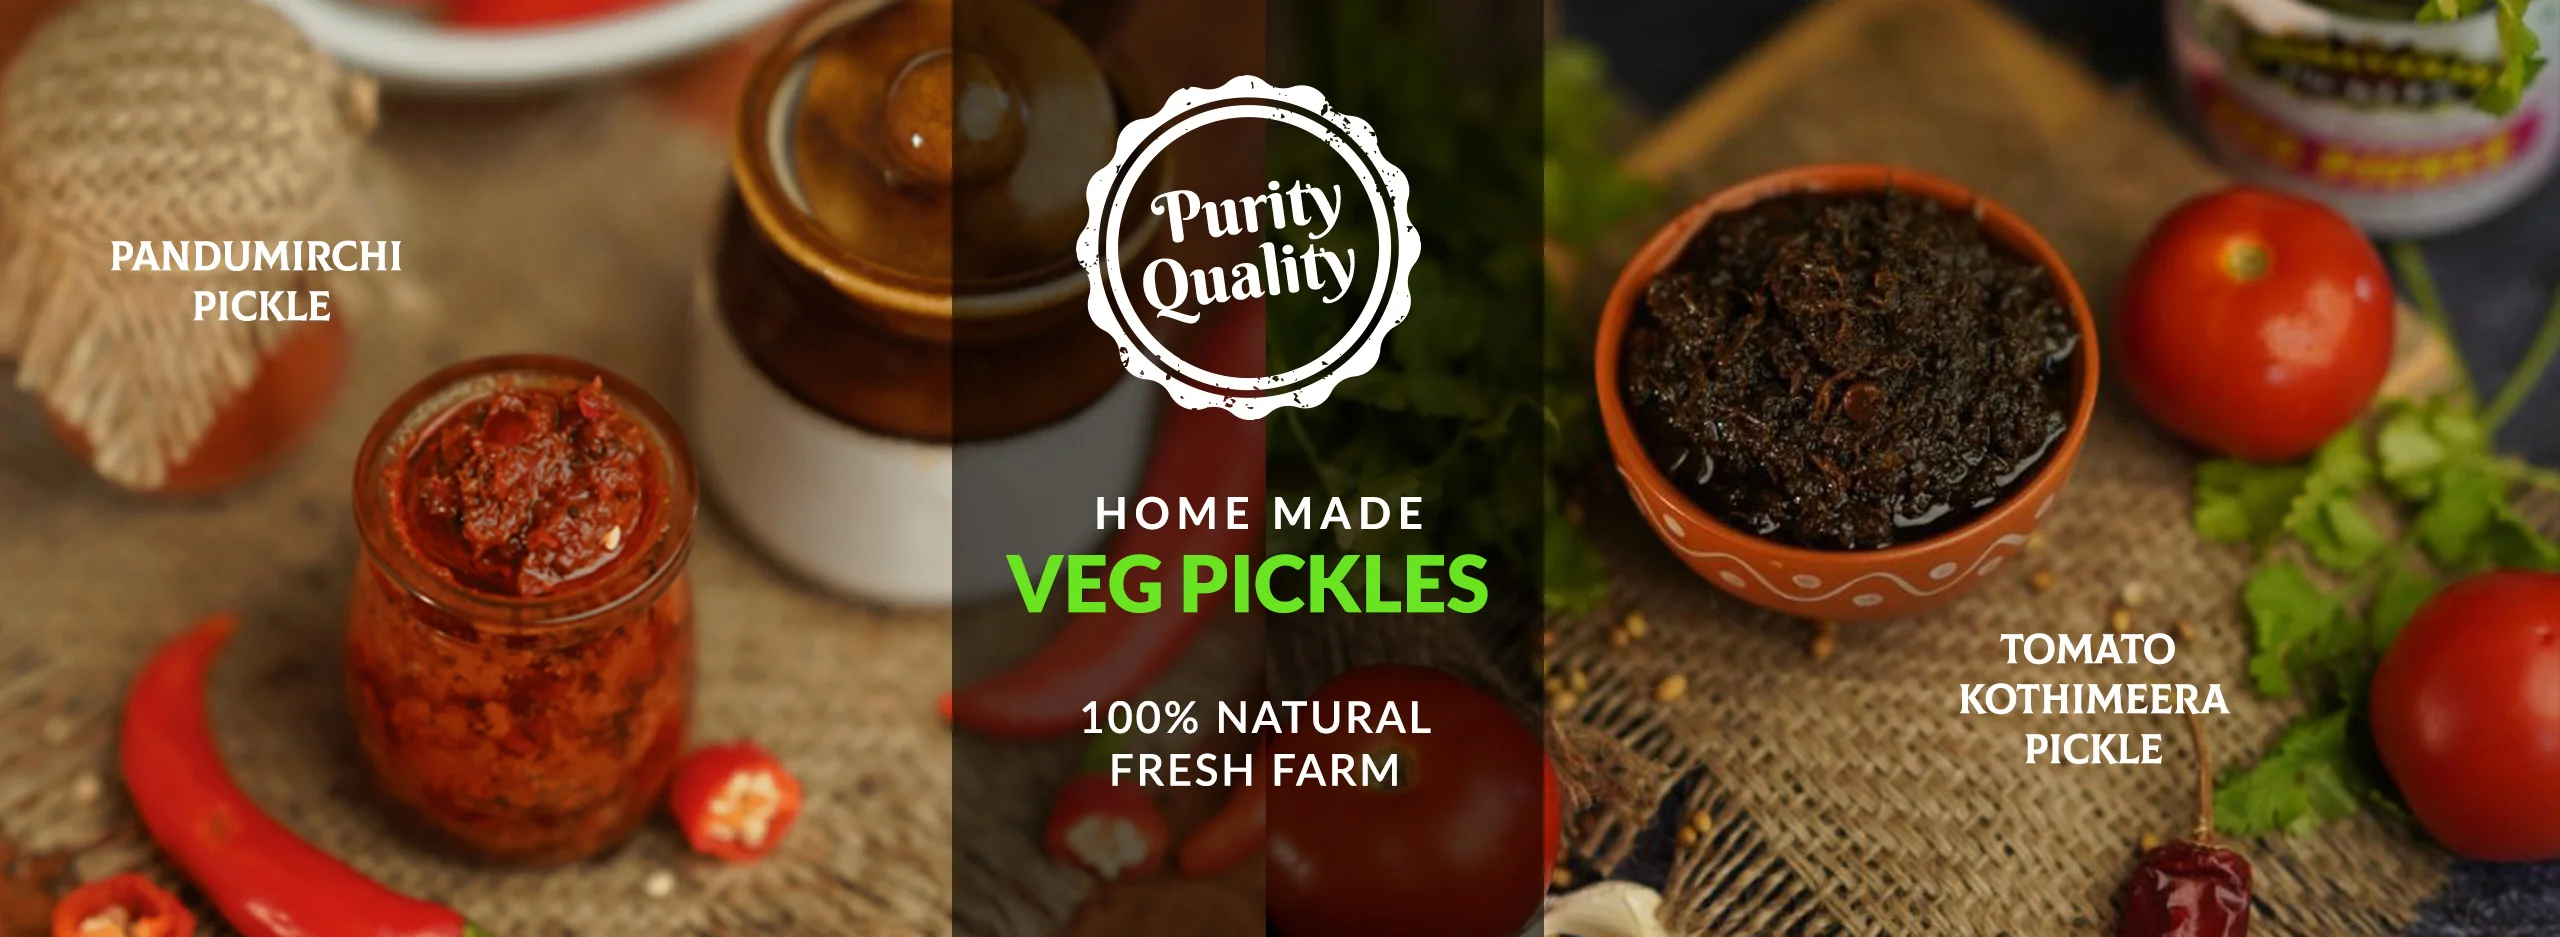 PANDUMIRCHI
PICKLE
Purity
Quality
HOME MADE
VEG PICKLES
100% NATURAL
FRESH FARM
TOMATO
KOTHIMEERA
PICKLE